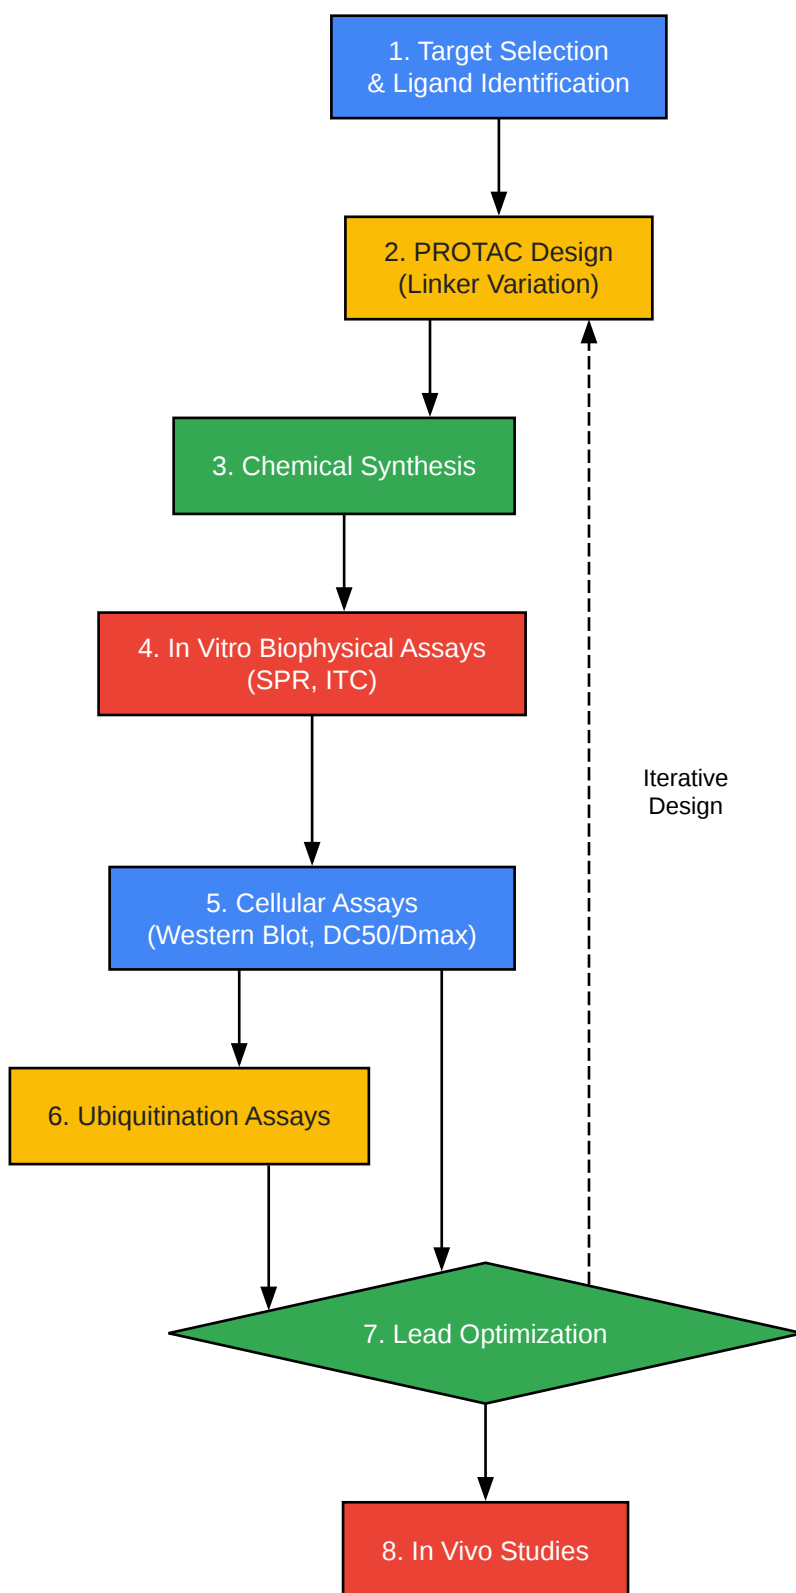 1. Target Selection
& Ligand Identification
2. PROTAC Design
(Linker Variation)
3. Chemical Synthesis
4. In Vitro Biophysical Assays
(SPR, ITC)
Iterative
Design
5. Cellular Assays
(Western Blot, DC50/Dmax)
6. Ubiquitination Assays
7. Lead Optimization
8. In Vivo Studies